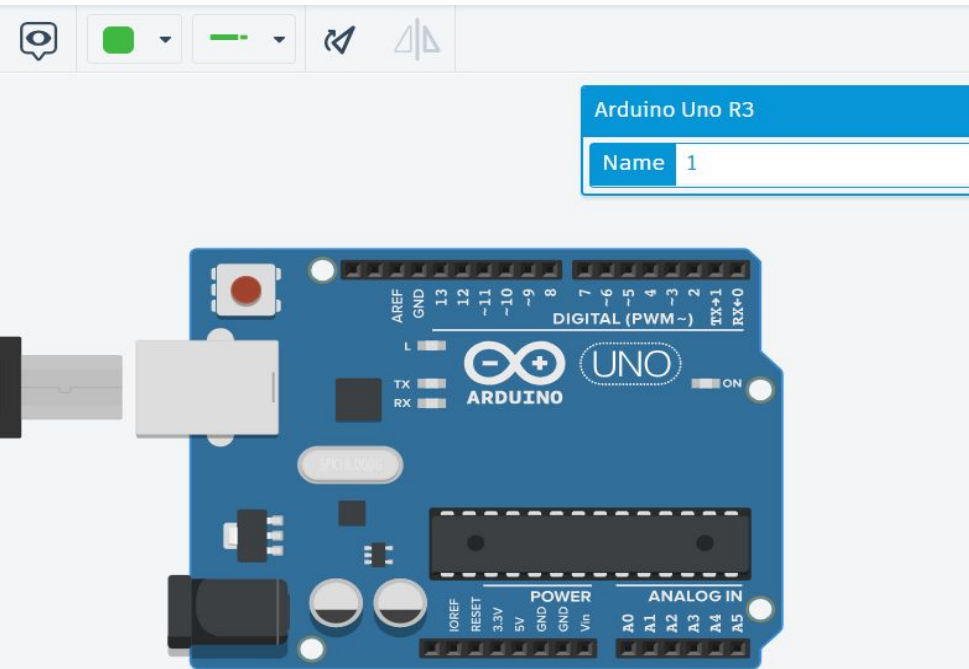 Arduino Uno R3
Name 1
AREF GND 13 12 ~11 ~10 ~9 8 7 ~6 ~5 4 ~3 2 TX→1 RX←0
DIGITAL (PWM~)
L
TX
RX
ARDUINO
UNO
ON
POWER
ANALOG IN
IOREF RESET 3.3V 5V GND GND Vin A0 A1 A2 A3 A4 A5